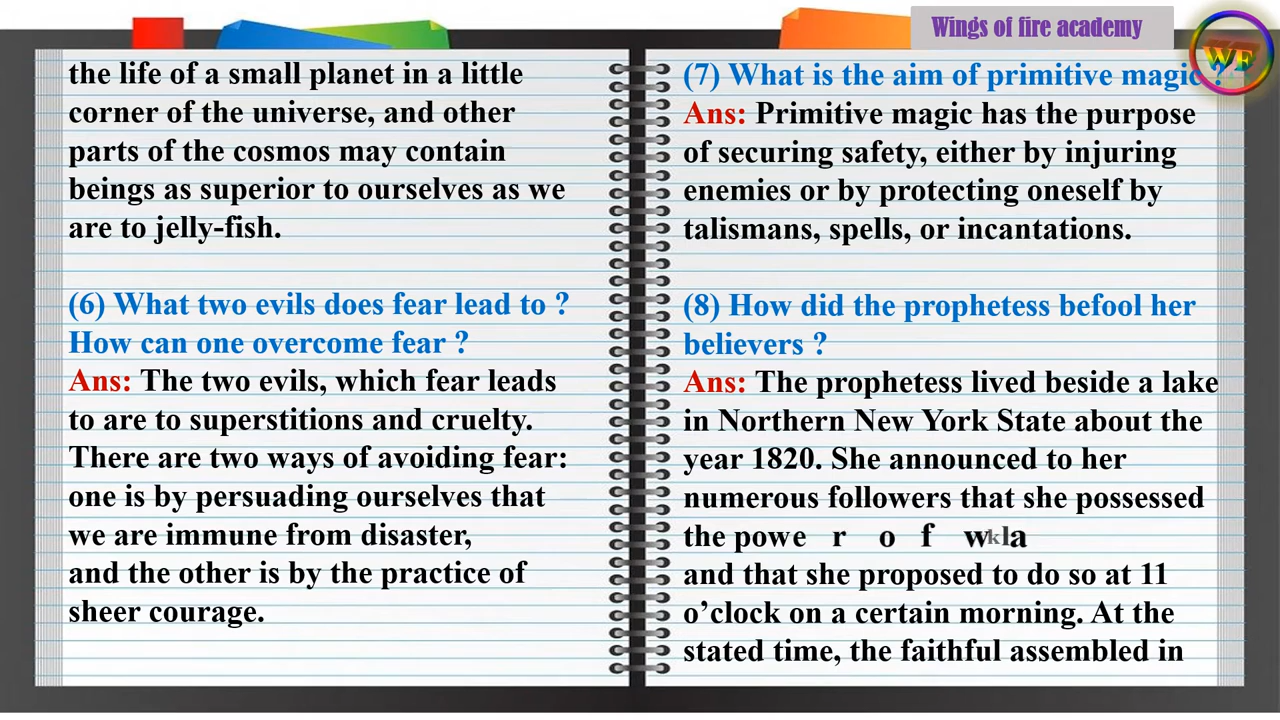 Wings of fire academy
WF
the life of a small planet in a little
corner of the universe, and other
parts of the cosmos may contain
beings as superior to ourselves as we
are to jelly-fish.
(6) What two evils does fear lead to ?
How can one overcome fear ?
Ans: The two evils, which fear leads
to are to superstitions and cruelty.
There are two ways of avoiding fear:
one is by persuading ourselves that
we are immune from disaster,
and the other is by the practice of
sheer courage.
(7) What is the aim of primitive magic ?
Ans: Primitive magic has the purpose
of securing safety, either by injuring
enemies or by protecting oneself by
talismans, spells, or incantations.
(8) How did the prophetess befool her
believers ?
Ans: The prophetess lived beside a lake
in Northern New York State about the
year 1820. She announced to her
numerous followers that she possessed
the power of
and that she proposed to do so at 11
o’clock on a certain morning. At the
stated time, the faithful assembled in